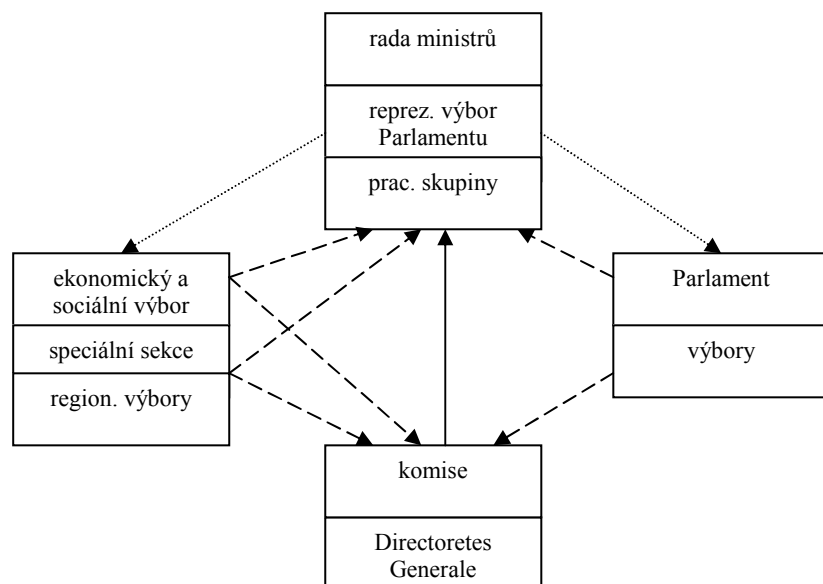 rada ministrů
reprez. výbor
Parlamentu
prac. skupiny
ekonomický a
sociální výbor
speciální sekce
region. výbory
Parlament
výbory
komise
Directoretes
Generale